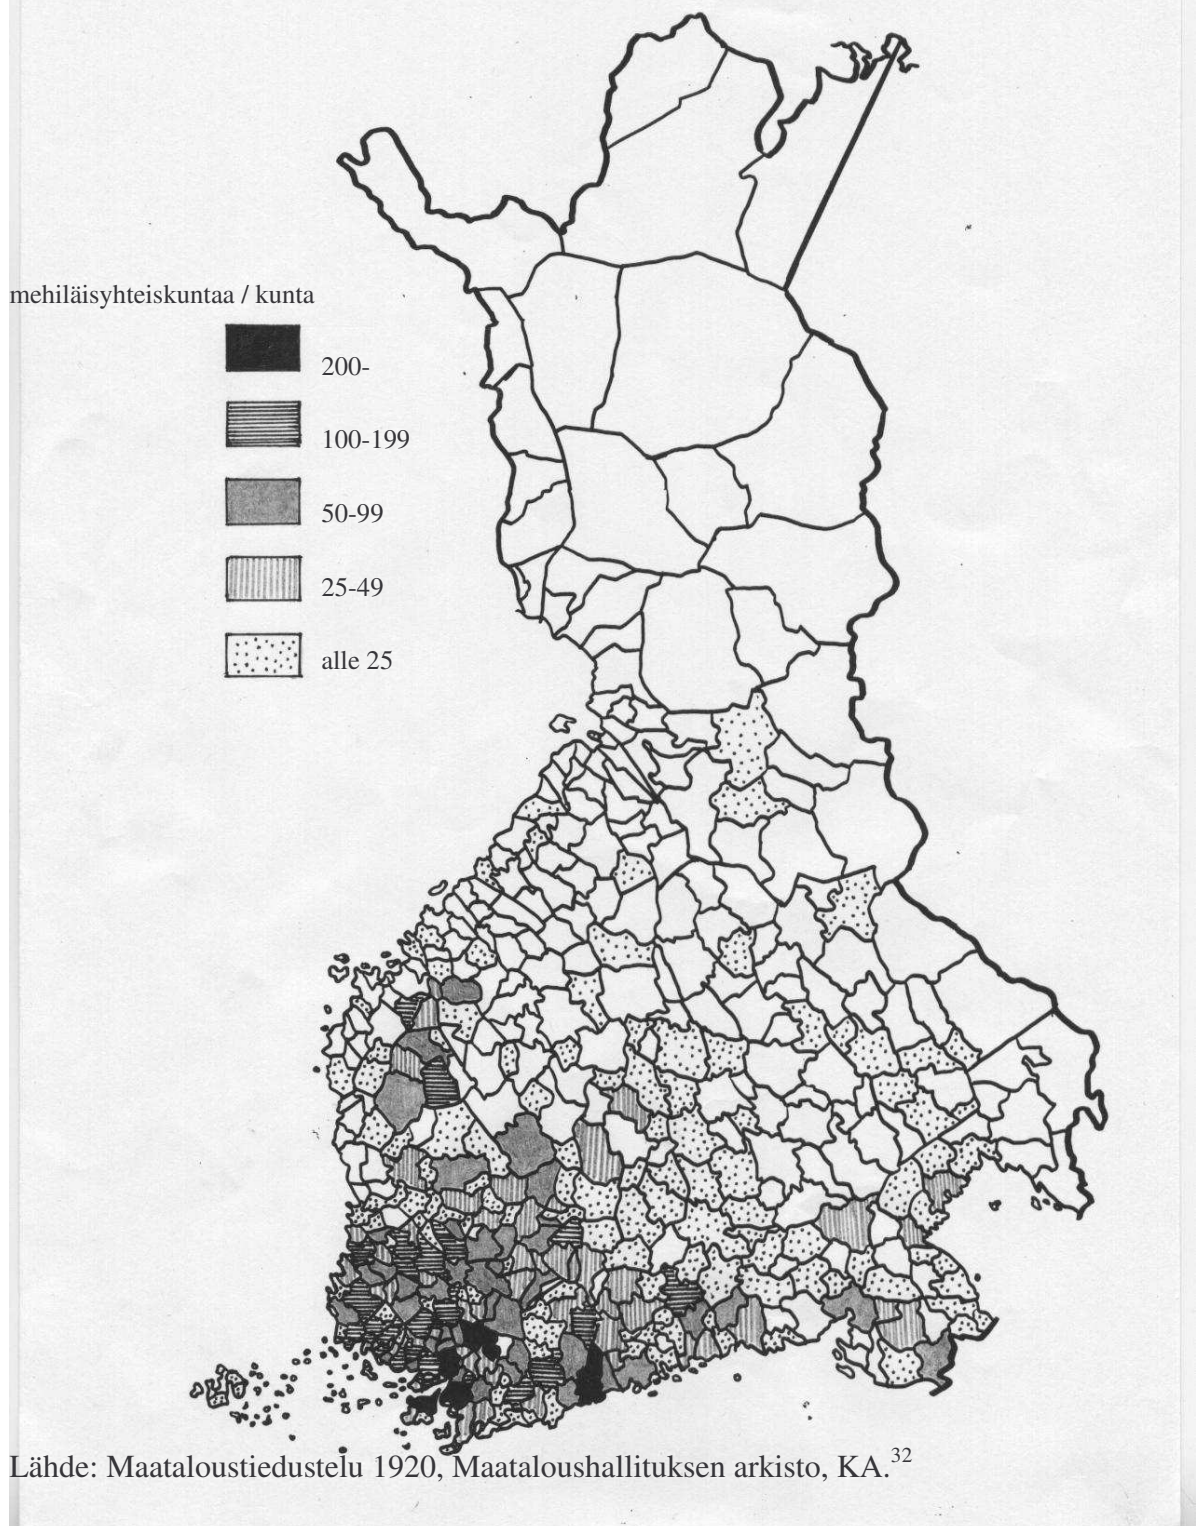 mehiläisyhteiskuntaa / kunta
200-
100-199
50-99
25-49
alle 25
Lähde: Maataloustiedustelu 1920, Maataloushallituksen arkisto, KA.32